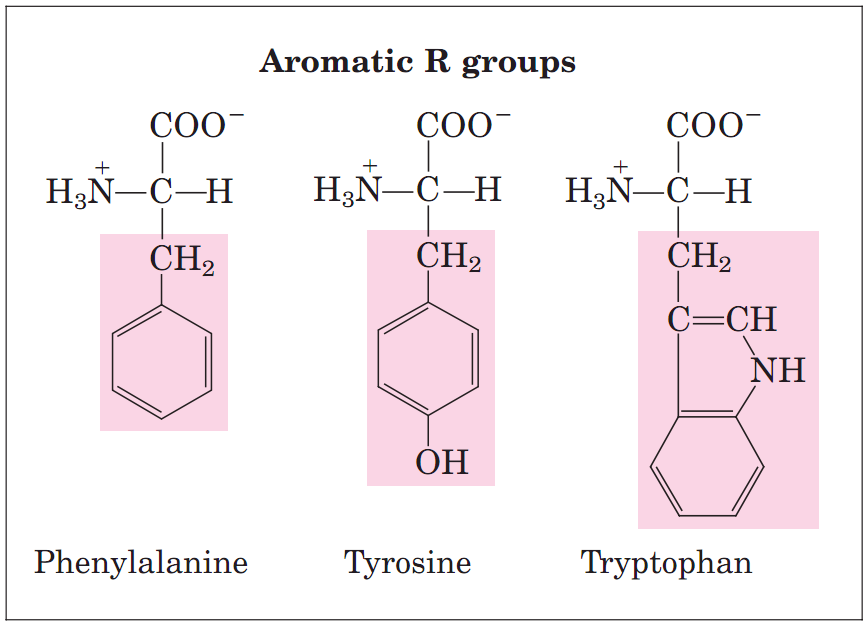 Aromatic R groups
COO⁻ COO⁻ COO⁻
H₃N⁺—C—H H₃N⁺—C—H H₃N⁺—C—H
CH₂ CH₂ CH₂
C=CH
NH
OH
Phenylalanine Tyrosine Tryptophan